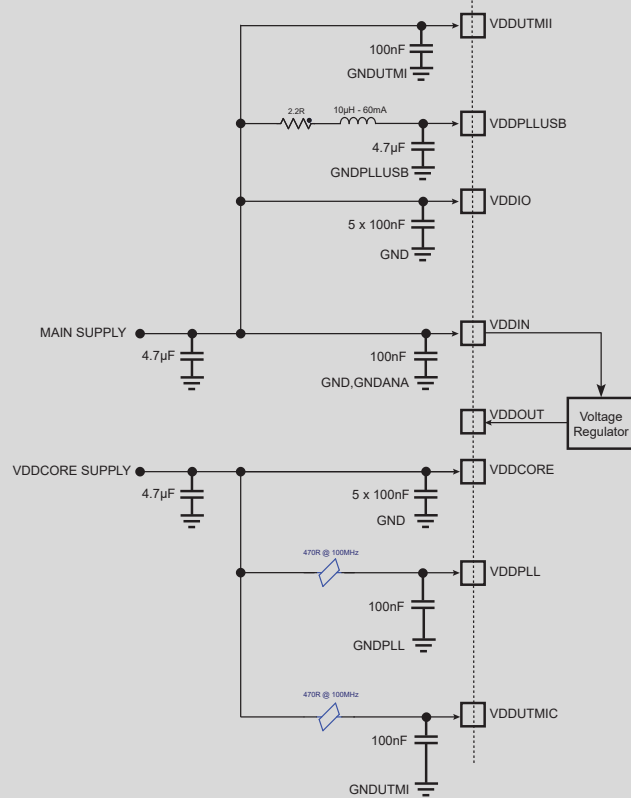 VDDUTMII
100nF
GNDUTMI
2.2R
10µH - 60mA
VDDPLLUSB
4.7µF
GNDPLLUSB
VDDIO
5 x 100nF
GND
MAIN SUPPLY
VDDIN
4.7µF
100nF
GND,GNDANA
VDDOUT
Voltage
Regulator
VDDCORE SUPPLY
VDDCORE
4.7µF
5 x 100nF
GND
470R @ 100MHz
VDDPLL
100nF
GNDPLL
470R @ 100MHz
VDDUTMIC
100nF
GNDUTMI